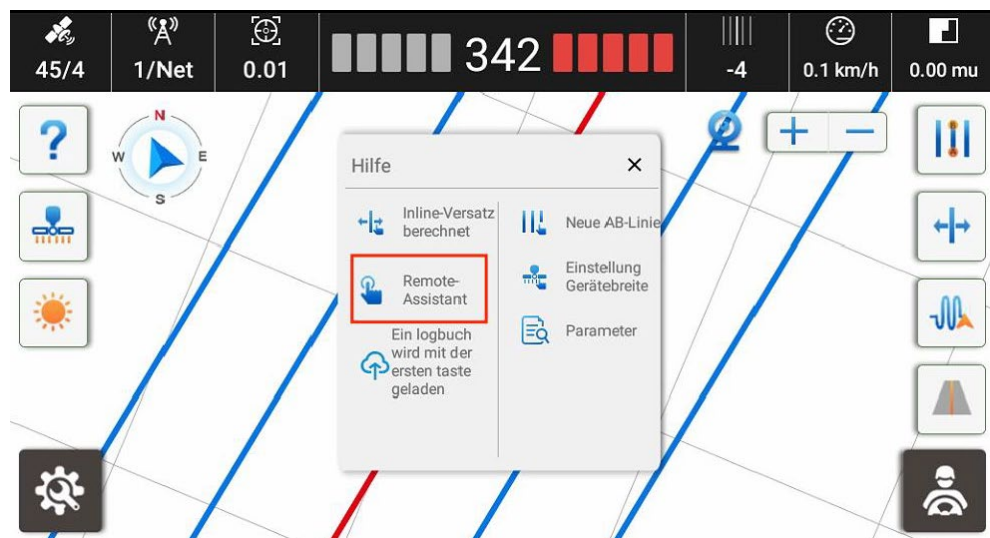 45/4
1/Net
0.01
342
-4
0.1 km/h
0.00 mu
?
N
W
E
S
Hilfe
Inline-Versatz
berechnet
Remote-
Assistant
Ein logbuch
wird mit der
ersten taste
geladen
Neue AB-Linie
Einstellung
Gerätebreite
Parameter